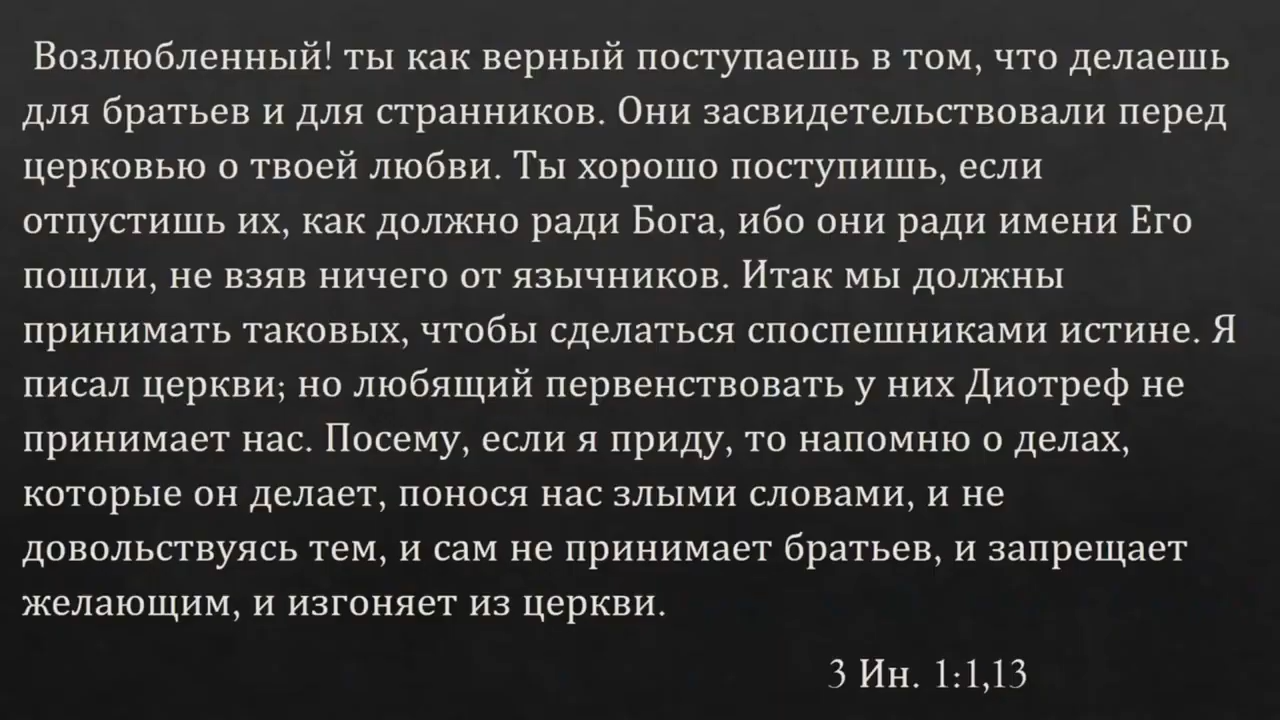 Возлюбленный! ты как верный поступаешь в том, что делаешь
для братьев и для странников. Они засвидетельствовали перед
церковью о твоей любви. Ты хорошо поступишь, если
отпустишь их, как должно ради Бога, ибо они ради имени Его
пошли, не взяв ничего от язычников. Итак мы должны
принимать таковых, чтобы сделаться споспешниками истине. Я
писал церкви; но любящий первенствовать у них Диотреф не
принимает нас. Посему, если я приду, то напомню о делах,
которые он делает, понося нас злыми словами, и не
довольствуясь тем, и сам не принимает братьев, и запрещает
желающим, и изгоняет из церкви.
3 Ин. 1:1,13